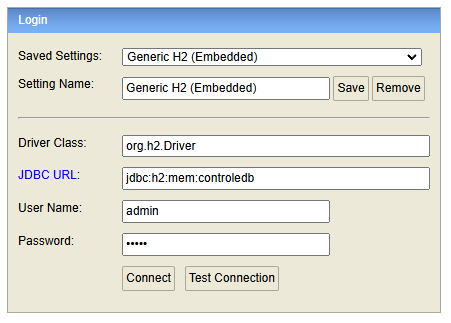 Login
Saved Settings: Generic H2 (Embedded)
Setting Name: Generic H2 (Embedded) Save Remove
Driver Class: org.h2.Driver
JDBC URL: jdbc:h2:mem:controledb
User Name: admin
Password: •••••
Connect Test Connection